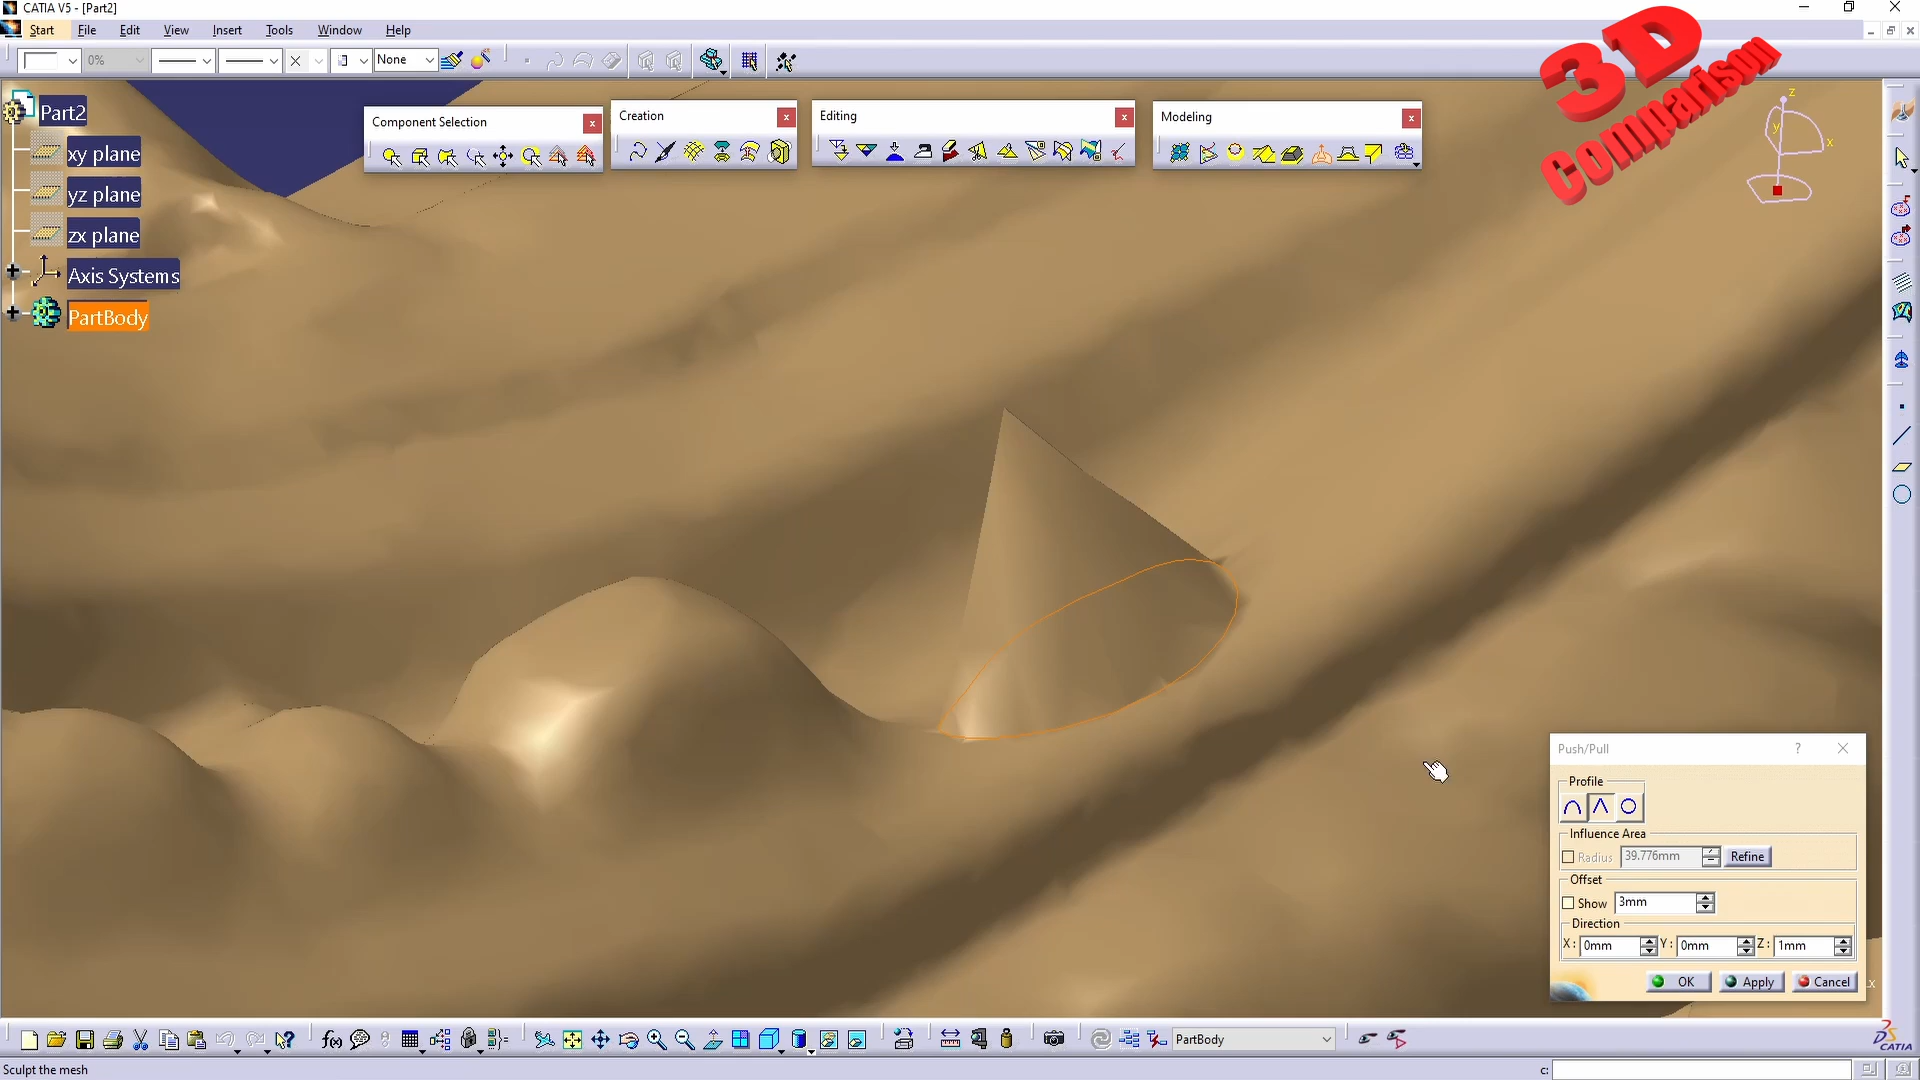 CATIA V5 - [Part2]
Start File Edit View Insert Tools Window Help
0% None
3D
Comparison
Part2
xy plane
yz plane
zx plane
Axis Systems
PartBody
Component Selection
Creation
Editing
Modeling
z
y
x
Push/Pull ?
Profile
Influence Area
Radius 39.776mm Refine
Offset
Show 3mm
Direction
X: 0mm Y: 0mm Z: 1mm
OK Apply Cancel
x
f(x)
PartBody
CATIA
Sculpt the mesh
c: